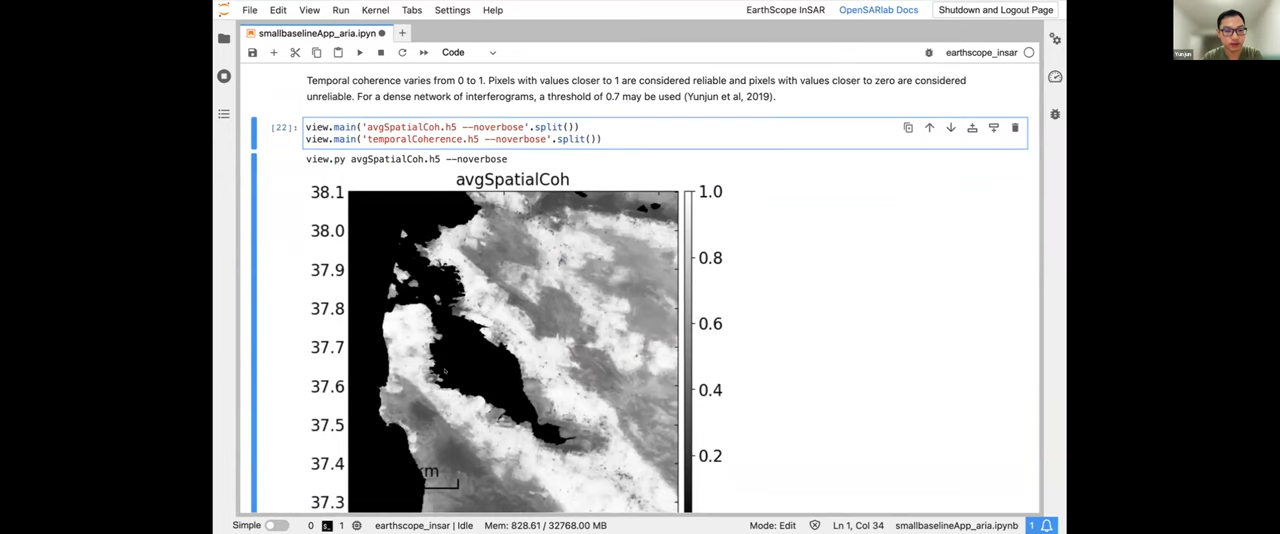 File Edit View Run Kernel Tabs Settings Help EarthScope InSAR OpenSARlab Docs Shutdown and Logout Page
smallbaselineApp_aria.ipyn
Code earthscope_insar
Temporal coherence varies from 0 to 1. Pixels with values closer to 1 are considered reliable and pixels with values closer to zero are considered
unreliable. For a dense network of interferograms, a threshold of 0.7 may be used (Yunjun et al, 2019).
[22]: view.main('avgSpatialCoh.h5 --noverbose'.split())
view.main('temporalCoherence.h5 --noverbose'.split())
view.py avgSpatialCoh.h5 --noverbose
avgSpatialCoh
38.1
38.0
37.9
37.8
37.7
37.6
37.5
37.4
37.3
km
1.0
0.8
0.6
0.4
0.2
Simple 0 1 earthscope_insar | Idle Mem: 828.61 / 32768.00 MB Mode: Edit Ln 1, Col 34 smallbaselineApp_aria.ipynb 1
Yunjun